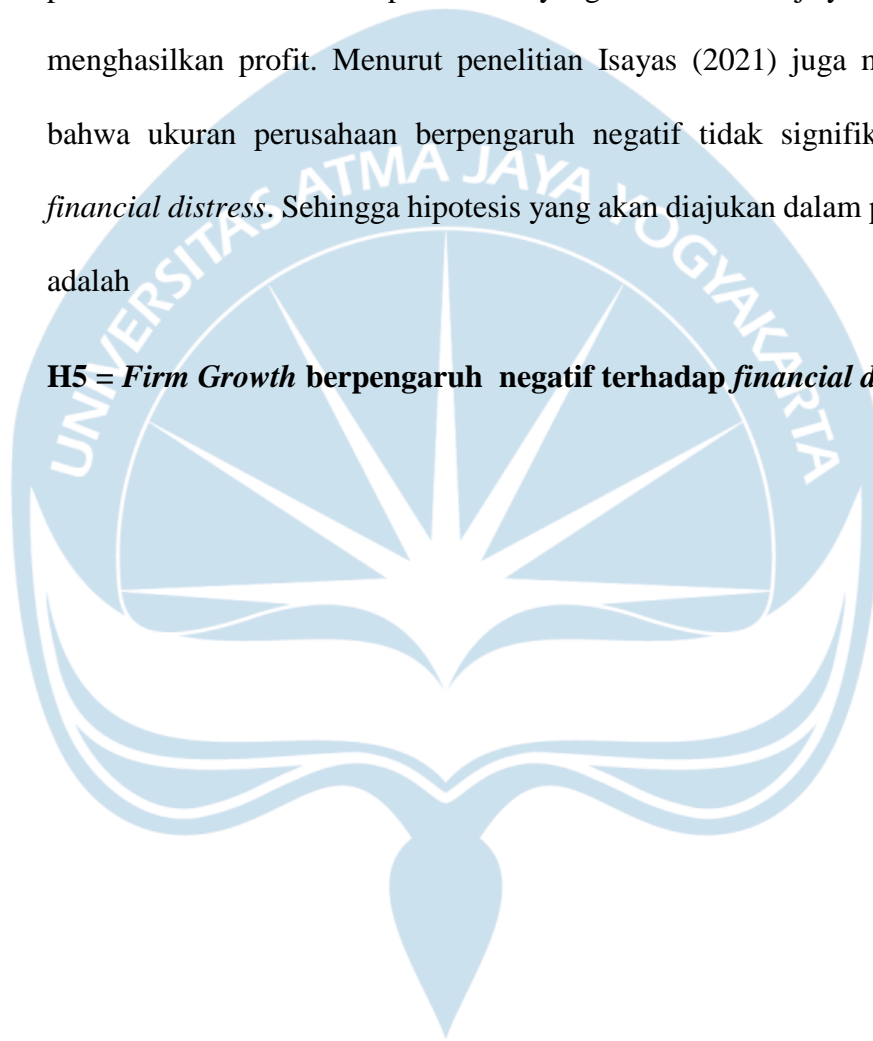 menghasilkan profit. Menurut penelitian Isayas (2021) juga
bahwa ukuran perusahaan berpengaruh negatif tidak
financial distress. Sehingga hipotesis yang akan diajukan dalam
adalah
H5 = Firm Growth berpengaruh negatif terhadap financial
UNIVERSITAS ATMA JAYA YOGYAKARTA